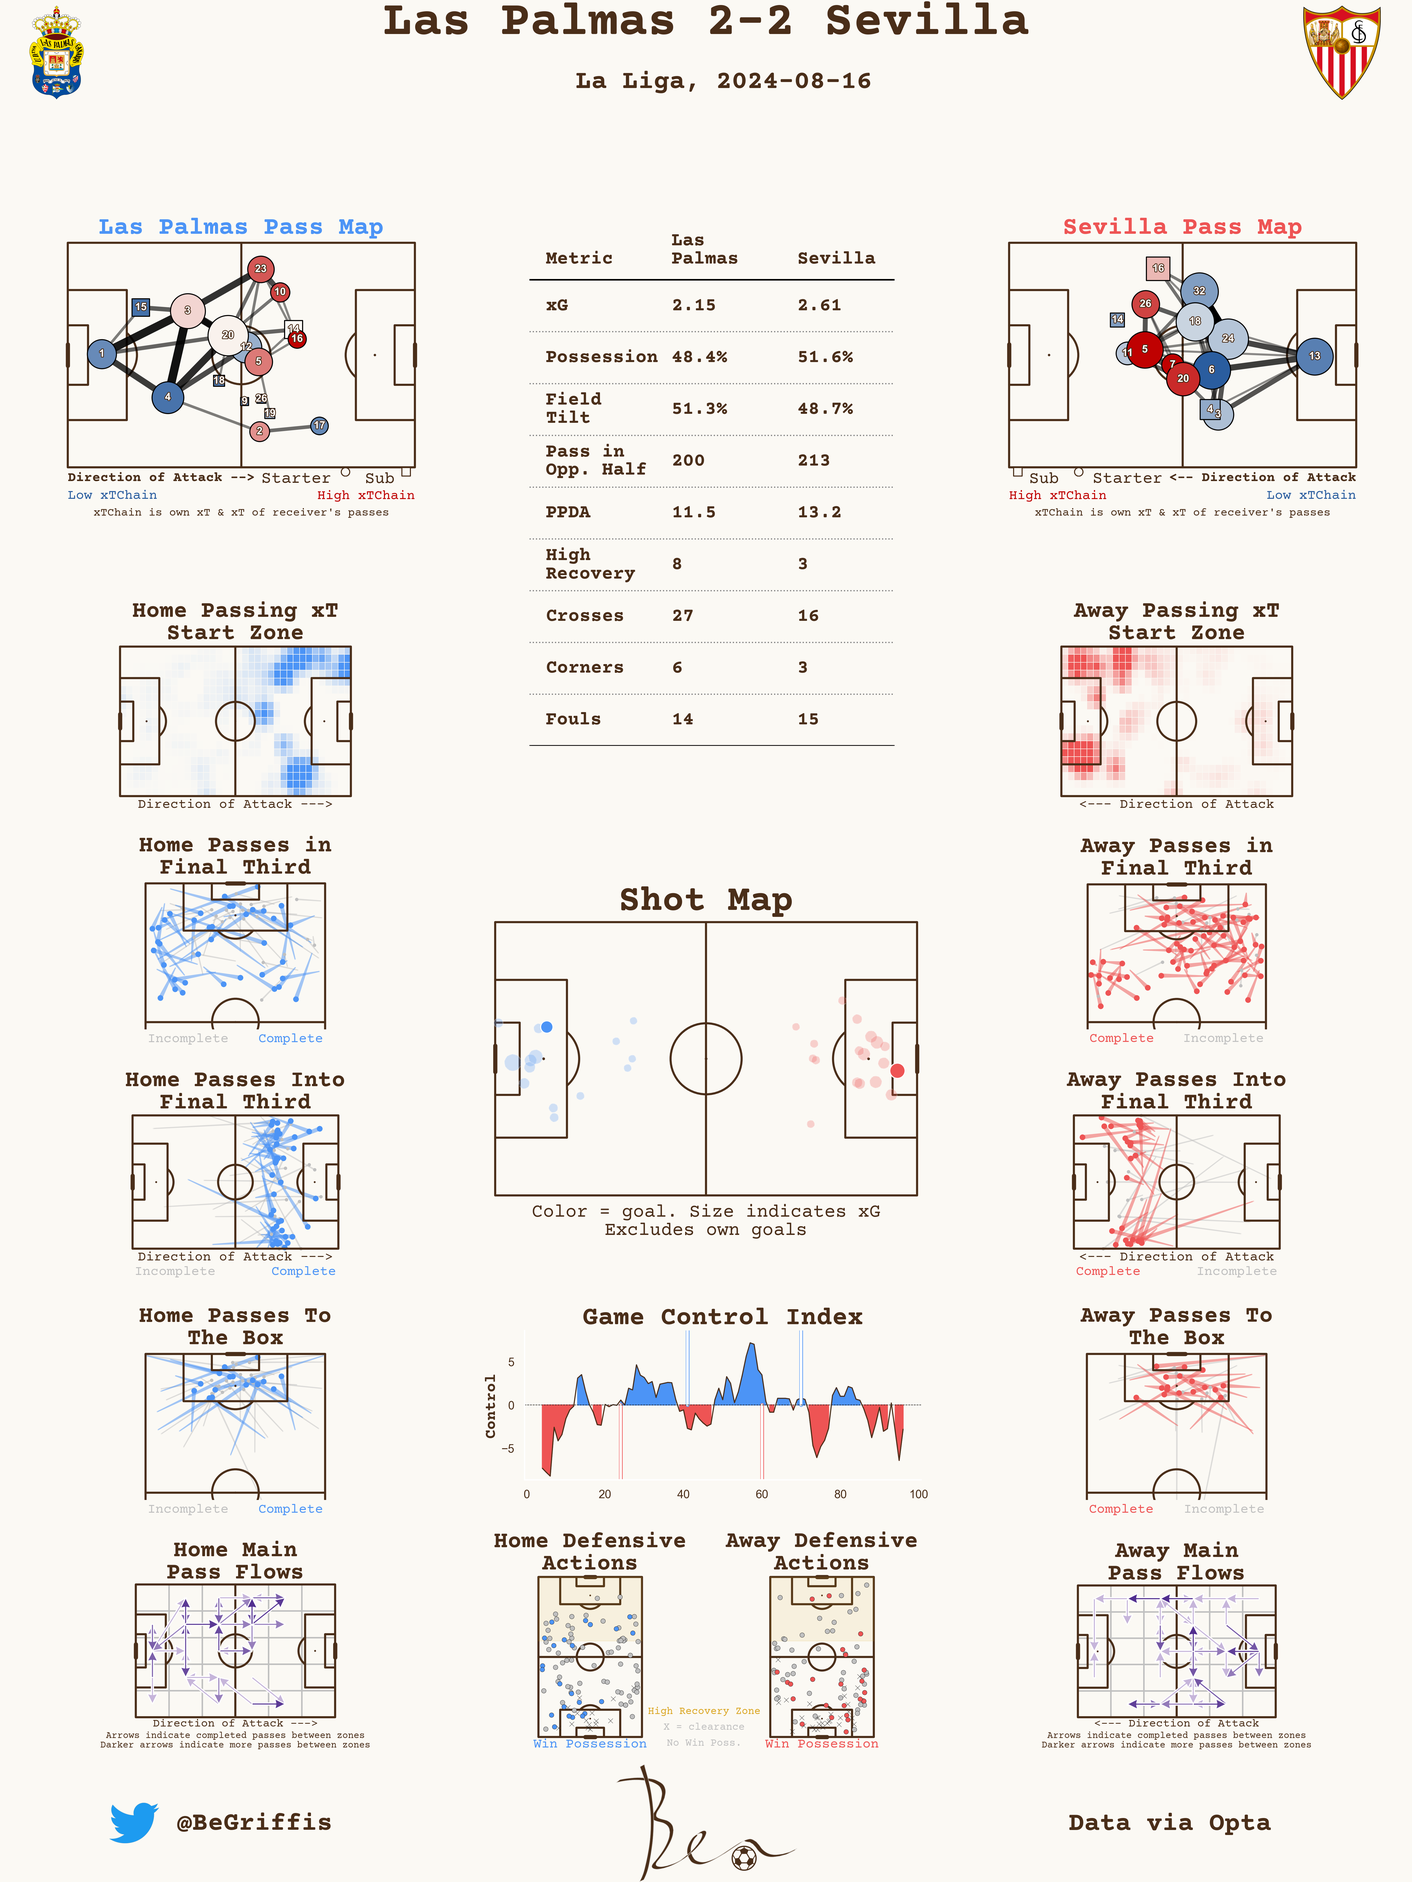 Las Palmas 2-2 Sevilla
La Liga, 2024-08-16
Las Palmas Pass Map
23
10
15
3
14
20
16
12
1
5
18
4
9
26
19
2
17
Direction of Attack --> Starter Sub
Low xTChain High xTChain
xTChain is own xT & xT of receiver's passes
Metric Las Palmas Sevilla
xG 2.15 2.61
Possession 48.4% 51.6%
Field Tilt 51.3% 48.7%
Pass in Opp. Half 200 213
PPDA 11.5 13.2
High Recovery 8 3
Crosses 27 16
Corners 6 3
Fouls 14 15
Sevilla Pass Map
16
32
26
14
18
24
11
5
13
7
6
20
4
3
Sub Starter <-- Direction of Attack
High xTChain Low xTChain
xTChain is own xT & xT of receiver's passes
Home Passing xT
Start Zone
Direction of Attack --->
Away Passing xT
Start Zone
<--- Direction of Attack
Home Passes in
Final Third
Incomplete Complete
Away Passes in
Final Third
Complete Incomplete
Shot Map
Color = goal. Size indicates xG
Excludes own goals
Home Passes Into
Final Third
Direction of Attack --->
Incomplete Complete
Away Passes Into
Final Third
<--- Direction of Attack
Complete Incomplete
Home Passes To
The Box
Incomplete Complete
Game Control Index
Control
5
0
−5
0 20 40 60 80 100
Away Passes To
The Box
Complete Incomplete
Home Main
Pass Flows
Direction of Attack --->
Arrows indicate completed passes between zones
Darker arrows indicate more passes between zones
Home Defensive
Actions
Win Possession
Away Defensive
Actions
Win Possession
High Recovery Zone
X = clearance
No Win Poss.
Away Main
Pass Flows
<--- Direction of Attack
Arrows indicate completed passes between zones
Darker arrows indicate more passes between zones
@BeGriffis
Ben
Data via Opta